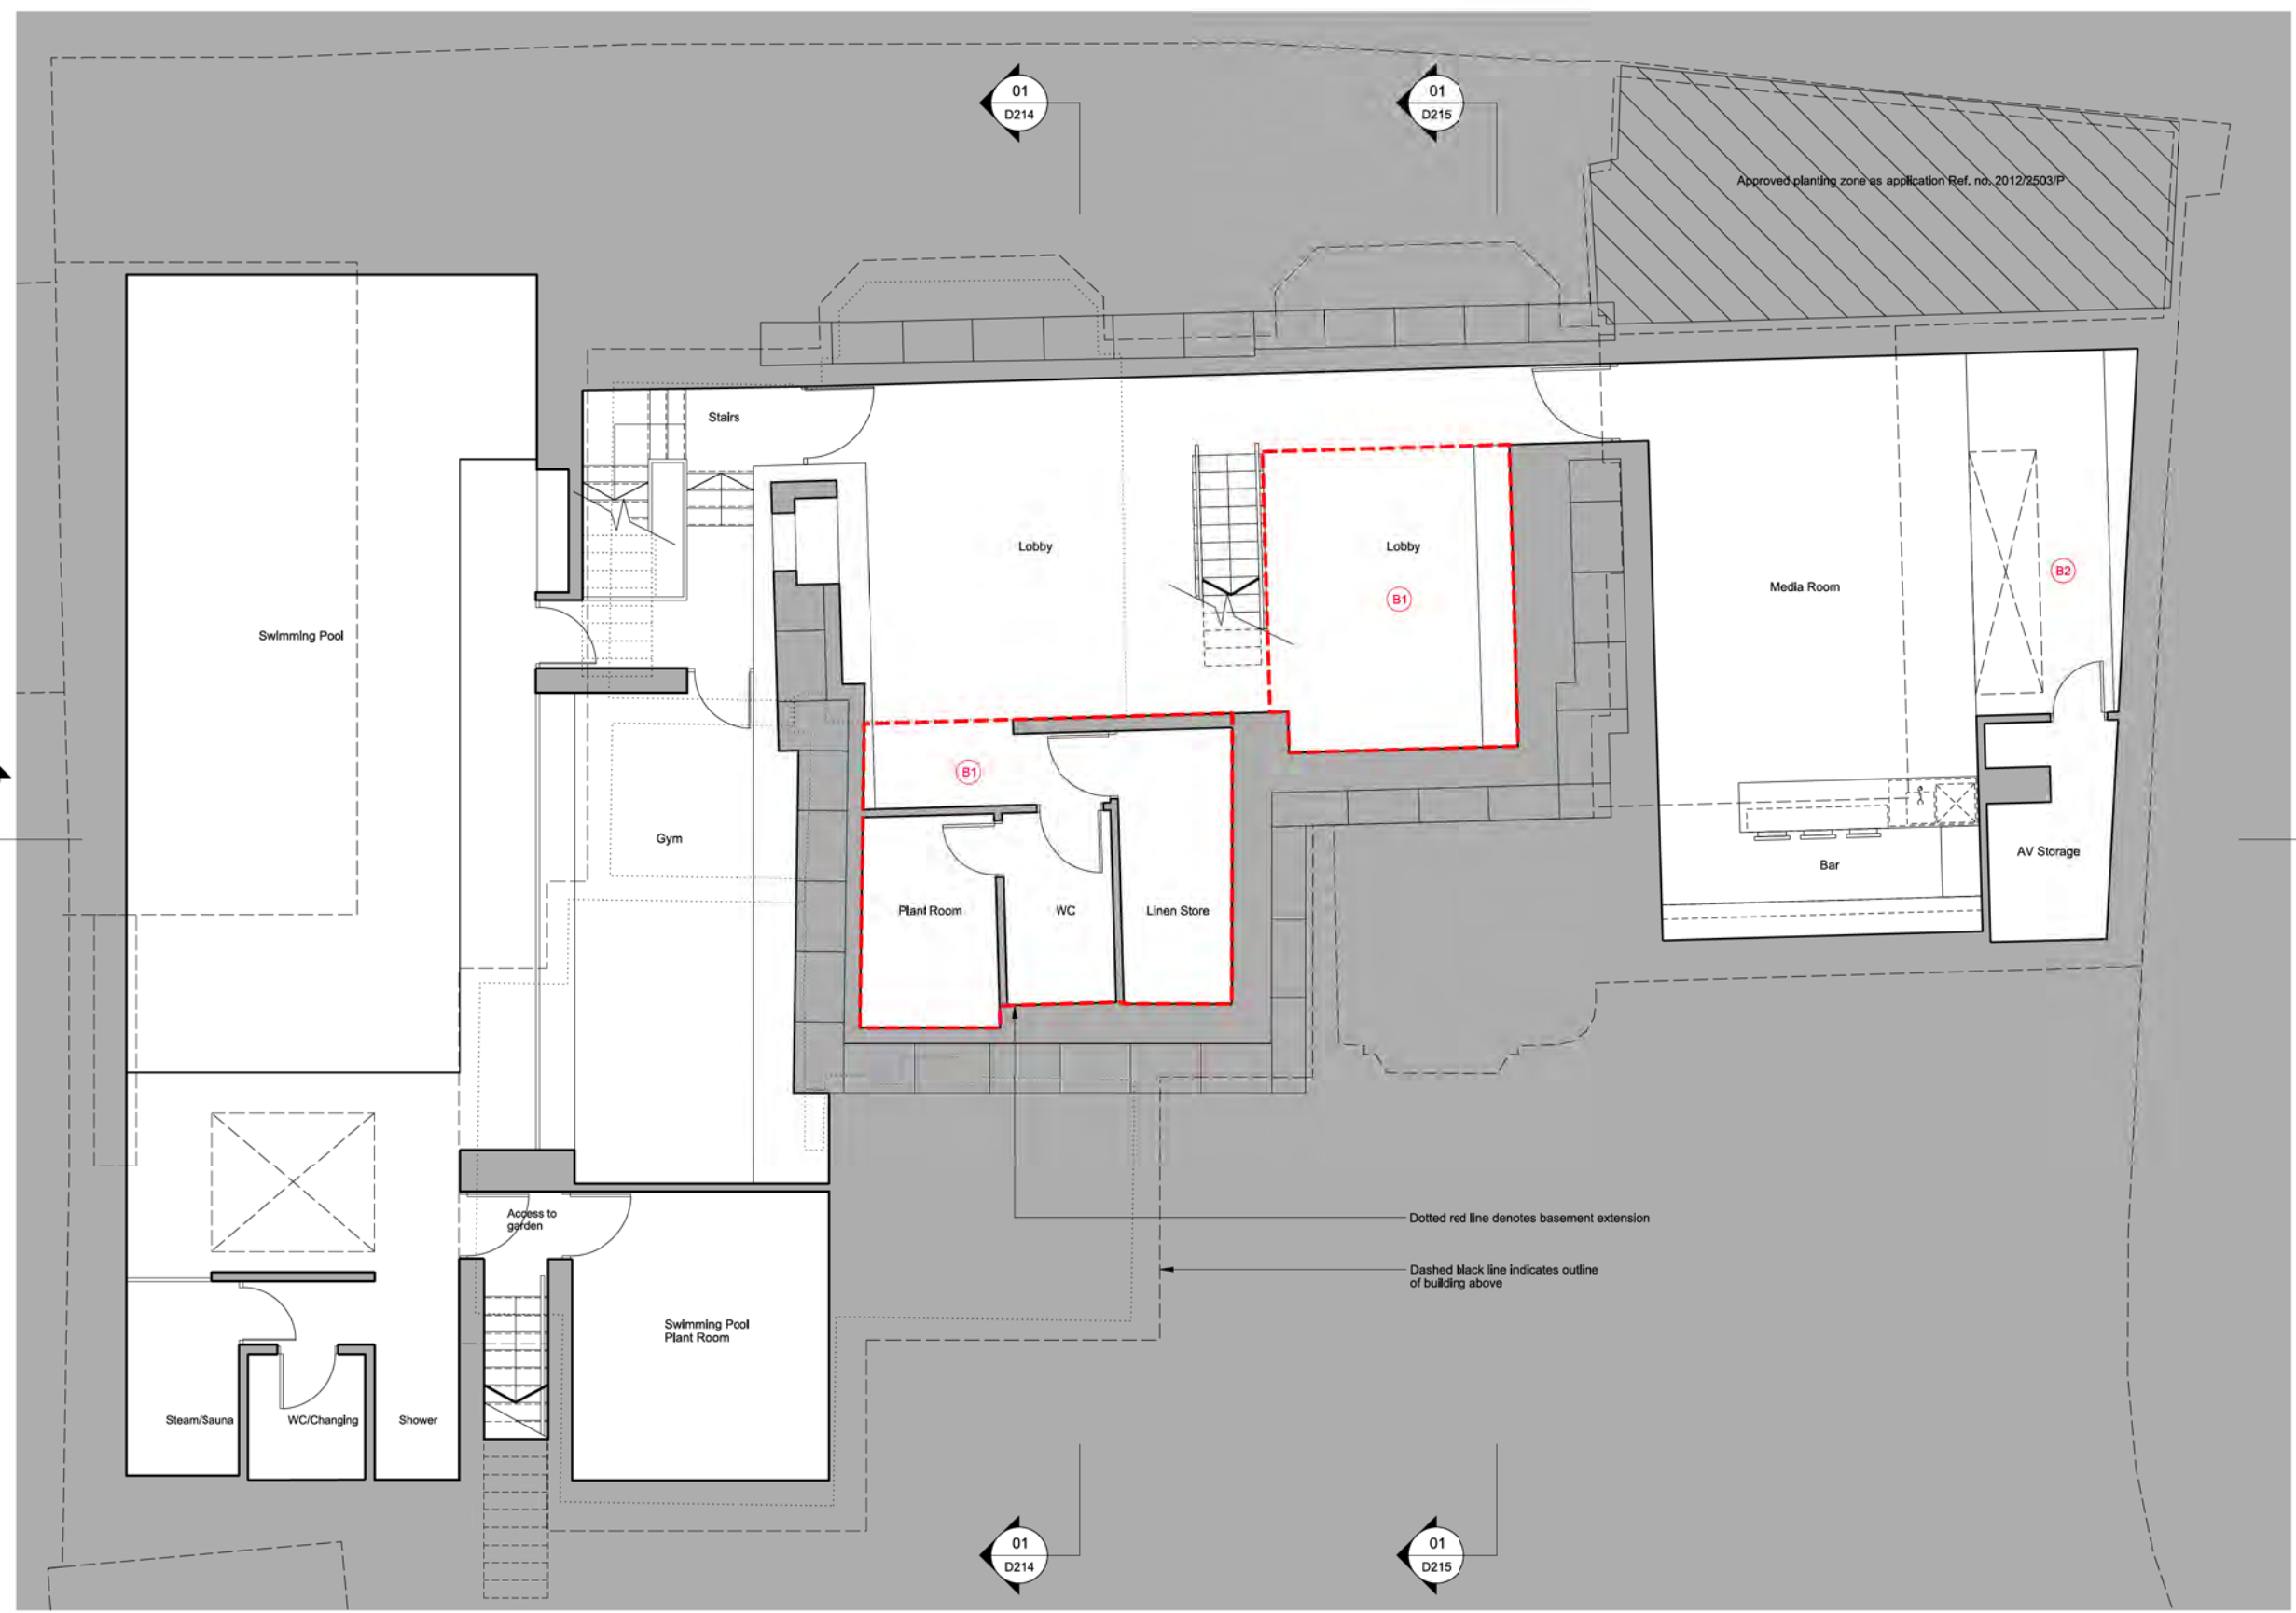 01
D214
01
D215
Approved planting zone as application Ref. no. 2012/2503/P
Stairs
Lobby
Lobby
B1
B2
Media Room
Swimming Pool
B1
Gym
Bar
AV Storage
Plant Room
WC
Linen Store
Access to
garden
Dotted red line denotes basement extension
Dashed black line indicates outline
of building above
Swimming Pool
Plant Room
Steam/Sauna
WC/Changing
Shower
01
D214
01
D215